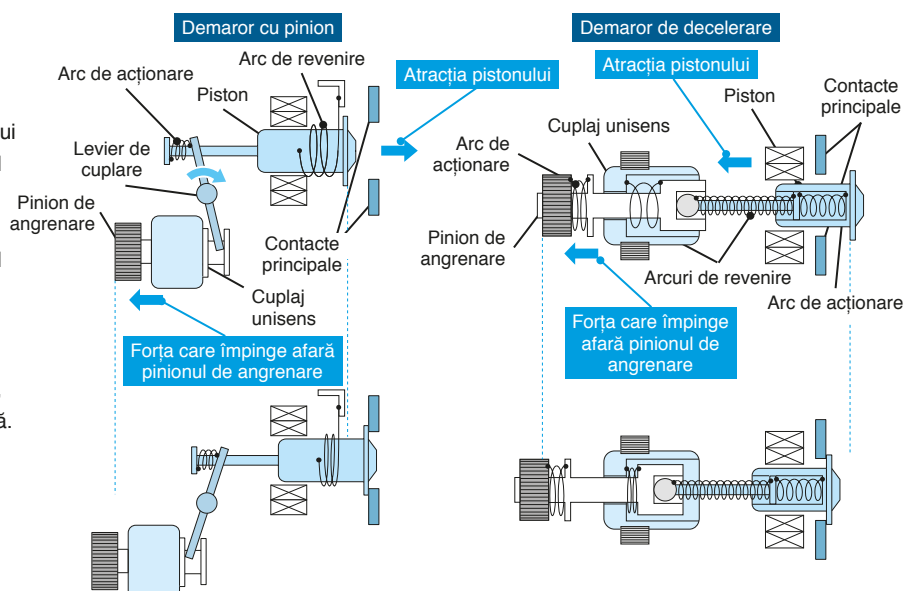 Demaror cu pinion
Arc de acționare
Arc de revenire
Piston
Atracția pistonului
ui
Levier de
cuplare
Pinion de
angrenare
Contacte
principale
Cuplaj
unisens
Forța care împinge afară
pinionul de angrenare
ă.
Demaror de decelerare
Atracția pistonului
Contacte
principale
Piston
Cuplaj unisens
Arc de
acționare
Pinion de
angrenare
Arcuri de revenire
Arc de acționare
Forța care împinge
afară pinionul de
angrenare